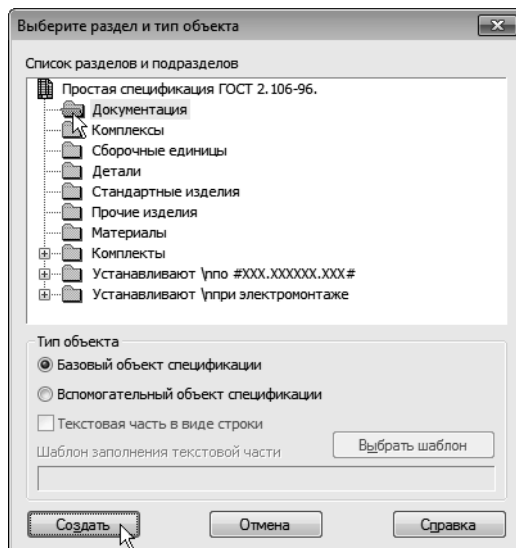 Выберите раздел и тип объекта
Список разделов и подразделов
Простая спецификация ГОСТ 2.106-96.
Документация
Комплексы
Сборочные единицы
Детали
Стандартные изделия
Прочие изделия
Материалы
Комплекты
Устанавливают \nпо #XXX.XXXXXX.XXX#
Устанавливают \nпри электромонтаже
Тип объекта
Базовый объект спецификации
Вспомогательный объект спецификации
Текстовая часть в виде строки
Шаблон заполнения текстовой части
Выбрать шаблон
Создать Отмена Справка